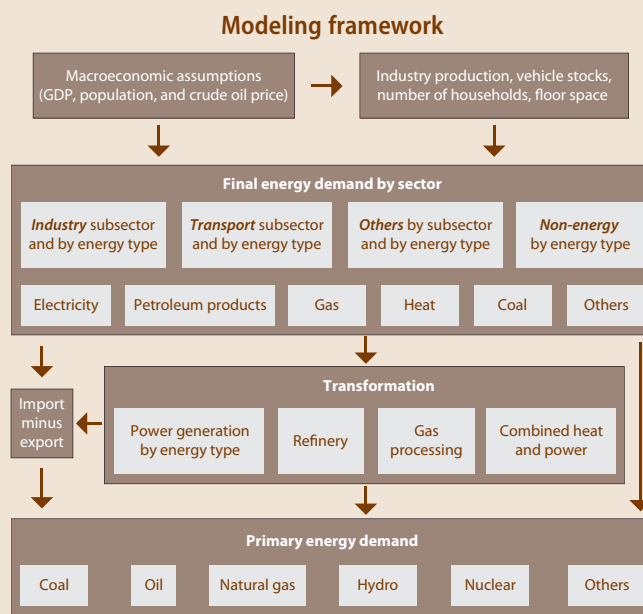 Modeling framework
Macroeconomic assumptions
(GDP, population, and crude oil price)
Industry production, vehicle stocks,
number of households, floor space
Final energy demand by sector
Industry subsector
and by energy type
Transport subsector
and by energy type
Others by subsector
and by energy type
Non-energy
by energy type
Electricity
Petroleum products
Gas
Heat
Coal
Others
Import
minus
export
Transformation
Power generation
by energy type
Refinery
Gas
processing
Combined heat
and power
Primary energy demand
Coal
Oil
Natural gas
Hydro
Nuclear
Others